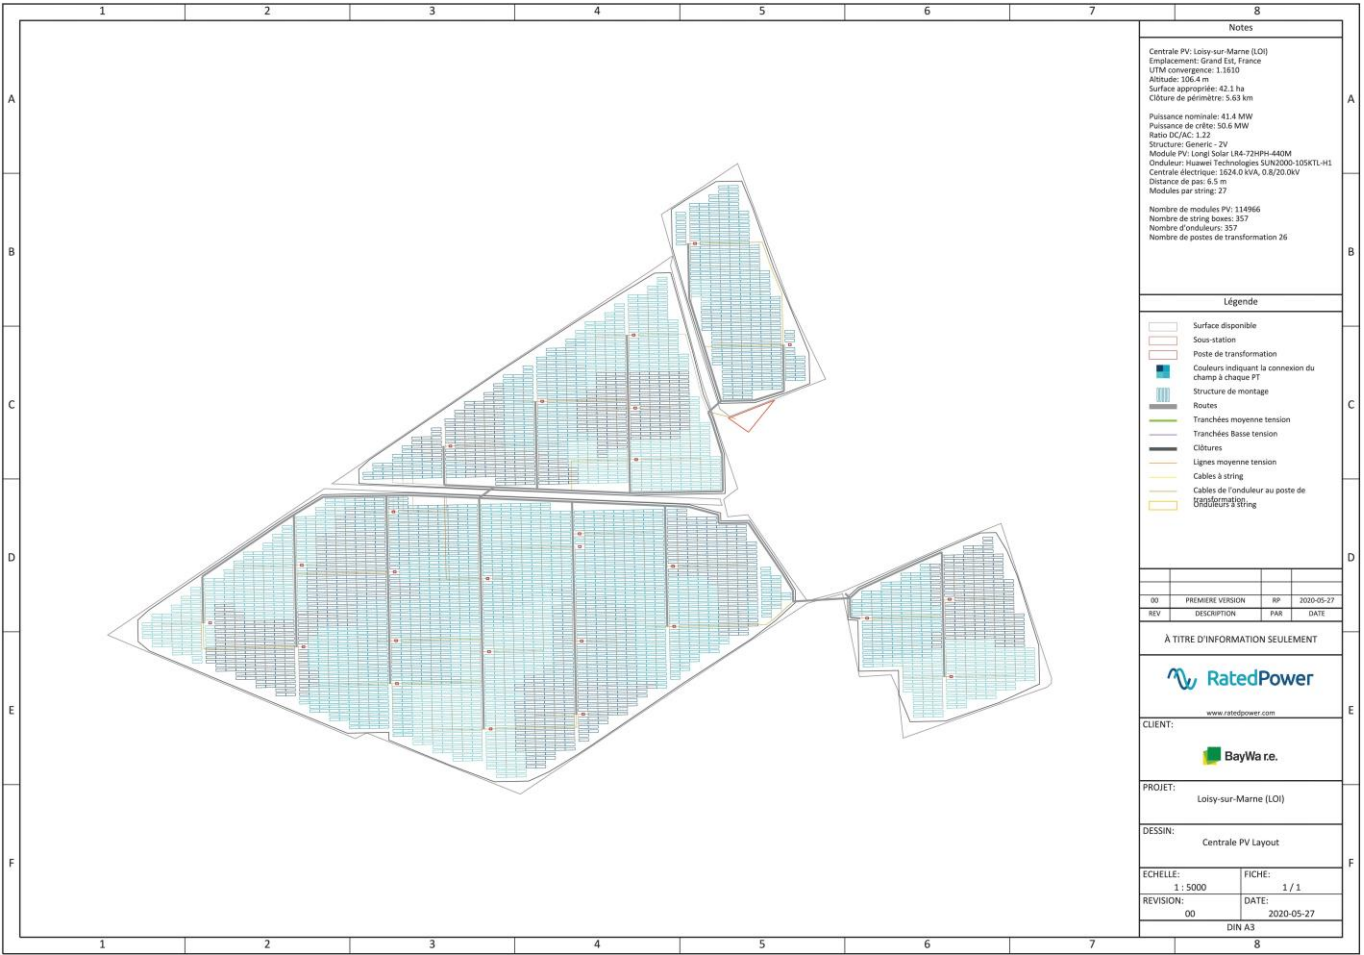 1 2 3 4 5 6 7 8
A
B
C
D
E
F
Notes
Centrale PV: Loisy-sur-Marne (LOI)
Emplacement: Grand Est, France
UTM convergence: 1.1610
Altitude: 106.4 m
Surface appropriée: 42.1 ha
Clôture de périmètre: 5.63 km
Puissance nominale: 41.4 MW
Puissance de crête: 50.6 MW
Ratio DC/AC: 1.22
Structure: Generic - 2V
Module PV: Longi Solar LR4-72HPH-440M
Onduleur: Huawei Technologies SUN2000-105KTL-H1
Centrale électrique: 1624.0 kVA, 0.8/20.0kV
Distance de pas: 6.5 m
Modules par string: 27
Nombre de modules PV: 114966
Nombre de string boxes: 357
Nombre d'onduleurs: 357
Nombre de postes de transformation 26
Légende
Surface disponible
Sous-station
Poste de transformation
Couleurs indiquant la connexion du
champ à chaque PT
Structure de montage
Routes
Tranchées moyenne tension
Tranchées Basse tension
Clôtures
Lignes moyenne tension
Cables à string
Cables de l'onduleur au poste de
transformation
Onduleurs à string
00 PREMIERE VERSION RP 2020-05-27
REV DESCRIPTION PAR DATE
À TITRE D'INFORMATION SEULEMENT
RatedPower
www.ratedpower.com
CLIENT:
BayWa r.e.
PROJET:
Loisy-sur-Marne (LOI)
DESSIN:
Centrale PV Layout
ECHELLE: FICHE:
1 : 5000 1 / 1
REVISION: DATE:
00 2020-05-27
DIN A3
A
B
C
D
E
F
1 2 3 4 5 6 7 8